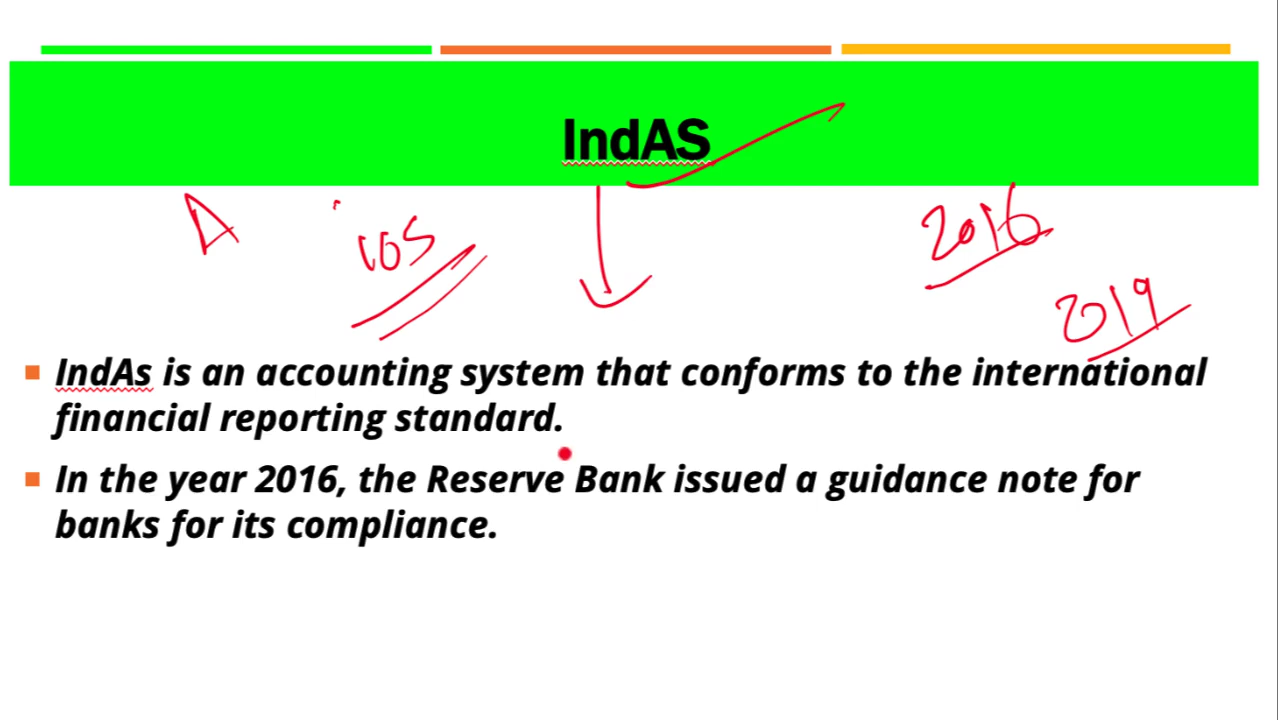 IndAS
A
ios
2016
2019
IndAs is an accounting system that conforms to the international
financial reporting standard.
In the year 2016, the Reserve Bank issued a guidance note for
banks for its compliance.